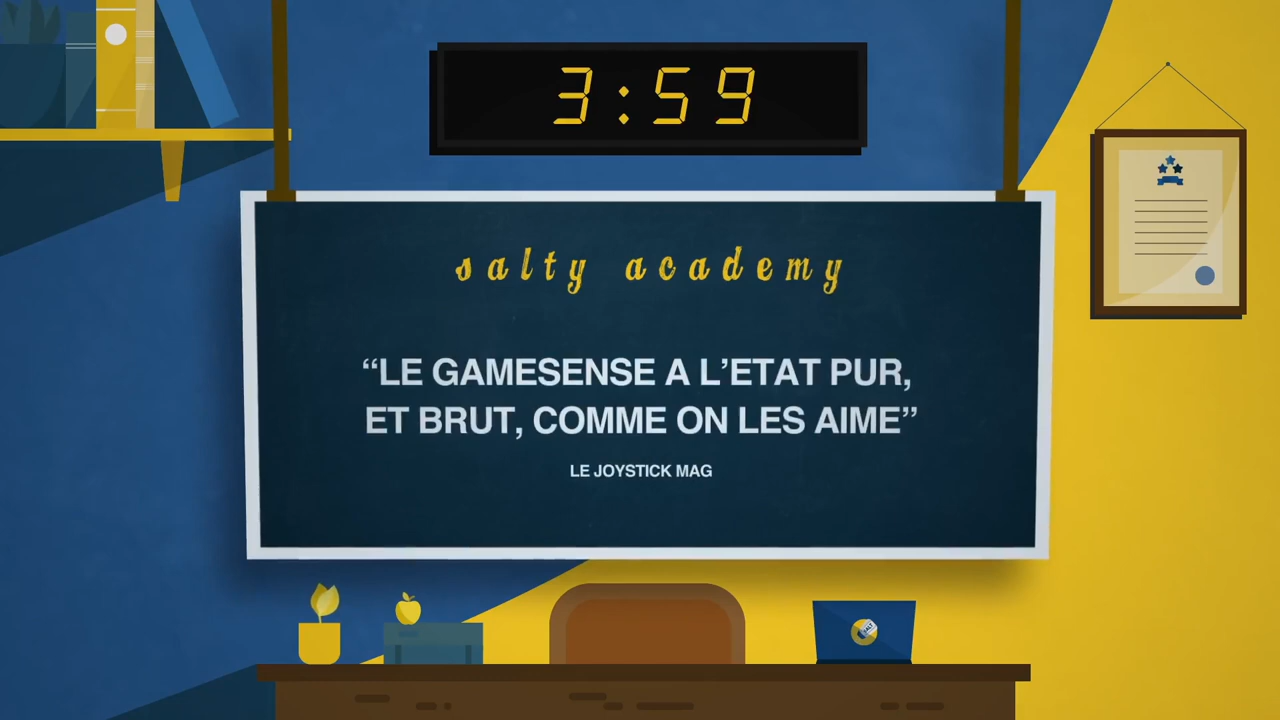 3:59
salty academy
“LE GAMESENSE A L’ETAT PUR,
ET BRUT, COMME ON LES AIME”
LE JOYSTICK MAG